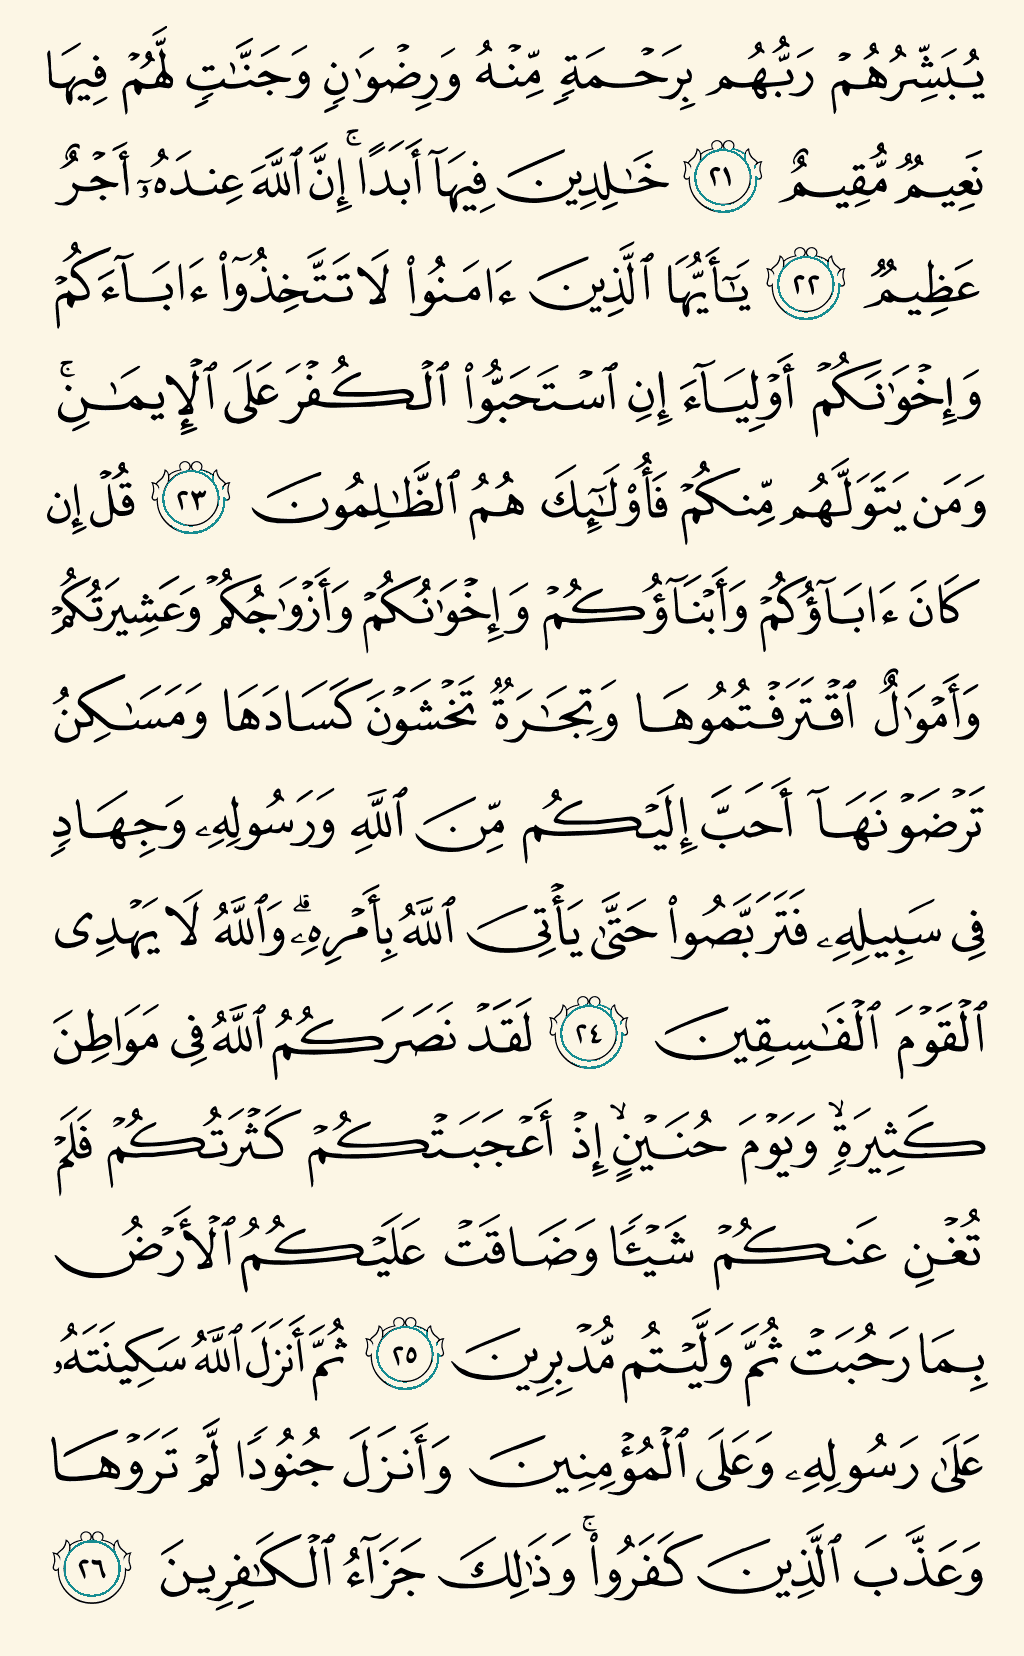 يُبَشِّرُهُمۡ رَبُّهُم بِرَحۡمَةٖ مِّنۡهُ وَرِضۡوَٰنٖ وَجَنَّٰتٖ لَّهُمۡ فِيهَا
نَعِيمٞ مُّقِيمٌ ٢١ خَٰلِدِينَ فِيهَآ أَبَدًاۚ إِنَّ ٱللَّهَ عِندَهُۥٓ أَجۡرٌ
عَظِيمٞ ٢٢ يَٰٓأَيُّهَا ٱلَّذِينَ ءَامَنُواْ لَا تَتَّخِذُوٓاْ ءَابَآءَكُمۡ
وَإِخۡوَٰنَكُمۡ أَوۡلِيَآءَ إِنِ ٱسۡتَحَبُّواْ ٱلۡكُفۡرَ عَلَى ٱلۡإِيمَٰنِۚ
وَمَن يَتَوَلَّهُم مِّنكُمۡ فَأُوْلَٰٓئِكَ هُمُ ٱلظَّٰلِمُونَ ٢٣ قُلۡ إِن
كَانَ ءَابَآؤُكُمۡ وَأَبۡنَآؤُكُمۡ وَإِخۡوَٰنُكُمۡ وَأَزۡوَٰجُكُمۡ وَعَشِيرَتُكُمۡ
وَأَمۡوَٰلٌ ٱقۡتَرَفۡتُمُوهَا وَتِجَٰرَةٞ تَخۡشَوۡنَ كَسَادَهَا وَمَسَٰكِنُ
تَرۡضَوۡنَهَآ أَحَبَّ إِلَيۡكُم مِّنَ ٱللَّهِ وَرَسُولِهِۦ وَجِهَادٖ
فِي سَبِيلِهِۦ فَتَرَبَّصُواْ حَتَّىٰ يَأۡتِيَ ٱللَّهُ بِأَمۡرِهِۦۗ وَٱللَّهُ لَا يَهۡدِي
ٱلۡقَوۡمَ ٱلۡفَٰسِقِينَ ٢٤ لَقَدۡ نَصَرَكُمُ ٱللَّهُ فِي مَوَاطِنَ
كَثِيرَةٖۙ وَيَوۡمَ حُنَيۡنٍۙ إِذۡ أَعۡجَبَتۡكُمۡ كَثۡرَتُكُمۡ فَلَمۡ
تُغۡنِ عَنكُمۡ شَيۡـٔٗا وَضَاقَتۡ عَلَيۡكُمُ ٱلۡأَرۡضُ
بِمَا رَحُبَتۡ ثُمَّ وَلَّيۡتُم مُّدۡبِرِينَ ٢٥ ثُمَّ أَنزَلَ ٱللَّهُ سَكِينَتَهُۥ
عَلَىٰ رَسُولِهِۦ وَعَلَى ٱلۡمُؤۡمِنِينَ وَأَنزَلَ جُنُودٗا لَّمۡ تَرَوۡهَا
وَعَذَّبَ ٱلَّذِينَ كَفَرُواْۚ وَذَٰلِكَ جَزَآءُ ٱلۡكَٰفِرِينَ ٢٦